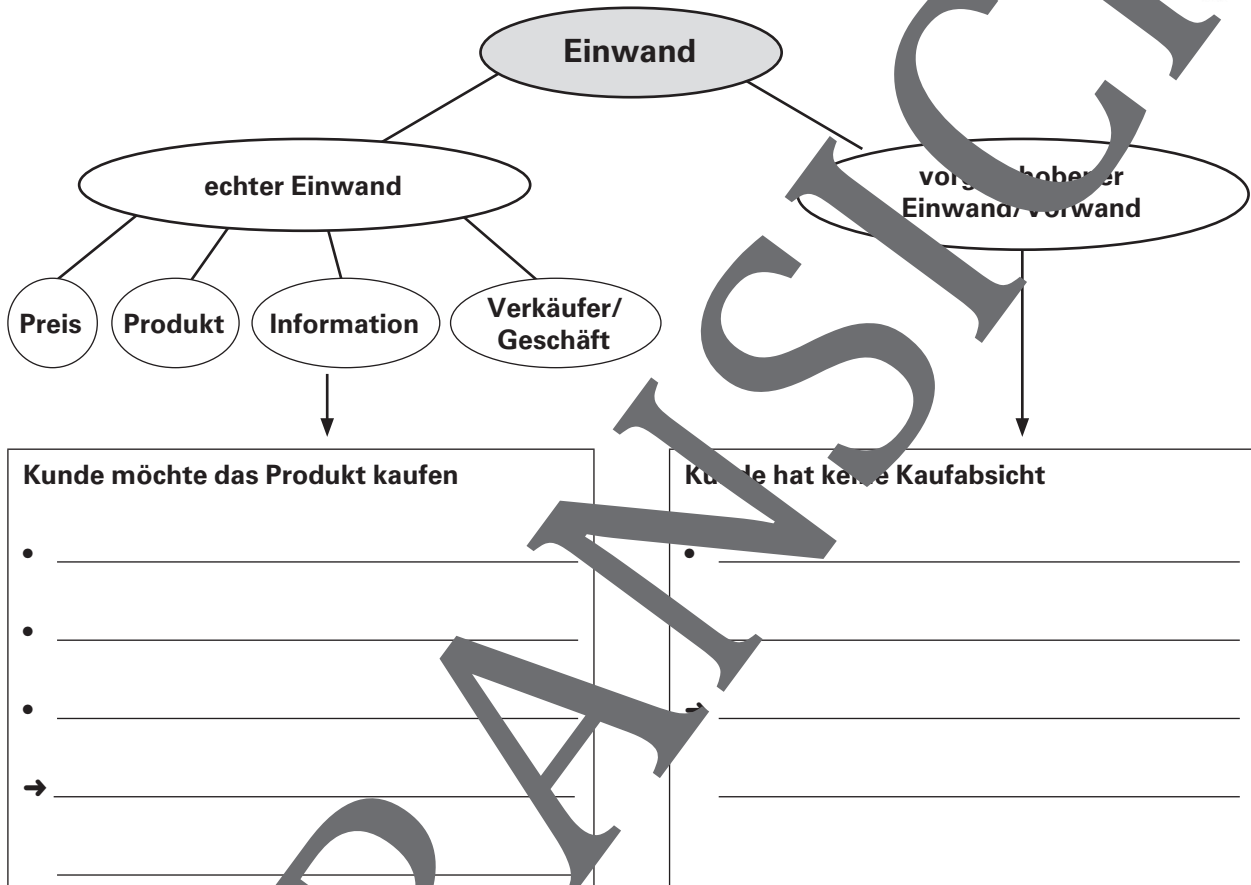 Einwand
echter Einwand
Einwand/Vorwand
Preis
Produkt
Information
Verkäufer/
Geschäft
Kunde möchte das Produkt kaufen
Kunde hat keine Kaufabsicht